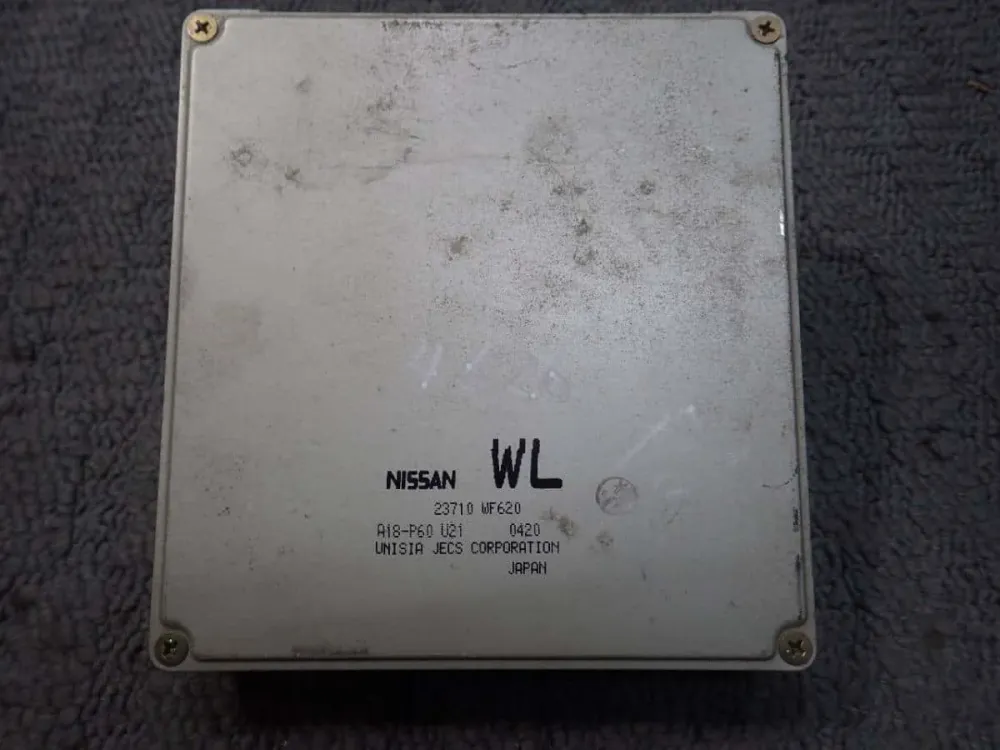 NISSAN WL
23710 WF620
A18-P60 U21 0420
UNISIA JECS CORPORATION
JAPAN